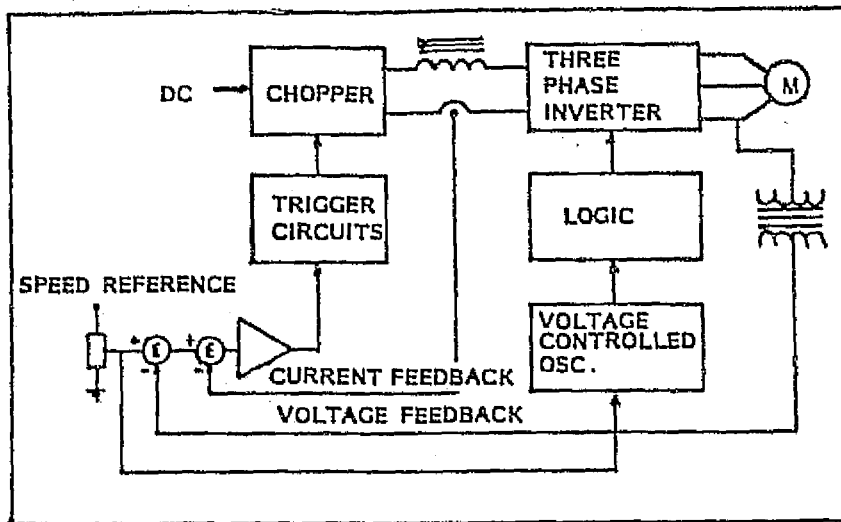 DC
CHOPPER
THREE
PHASE
INVERTER
M
TRIGGER
CIRCUITS
LOGIC
SPEED REFERENCE
VOLTAGE
CONTROLLED
OSC.
+
E
-
+
E
-
CURRENT FEEDBACK
VOLTAGE FEEDBACK